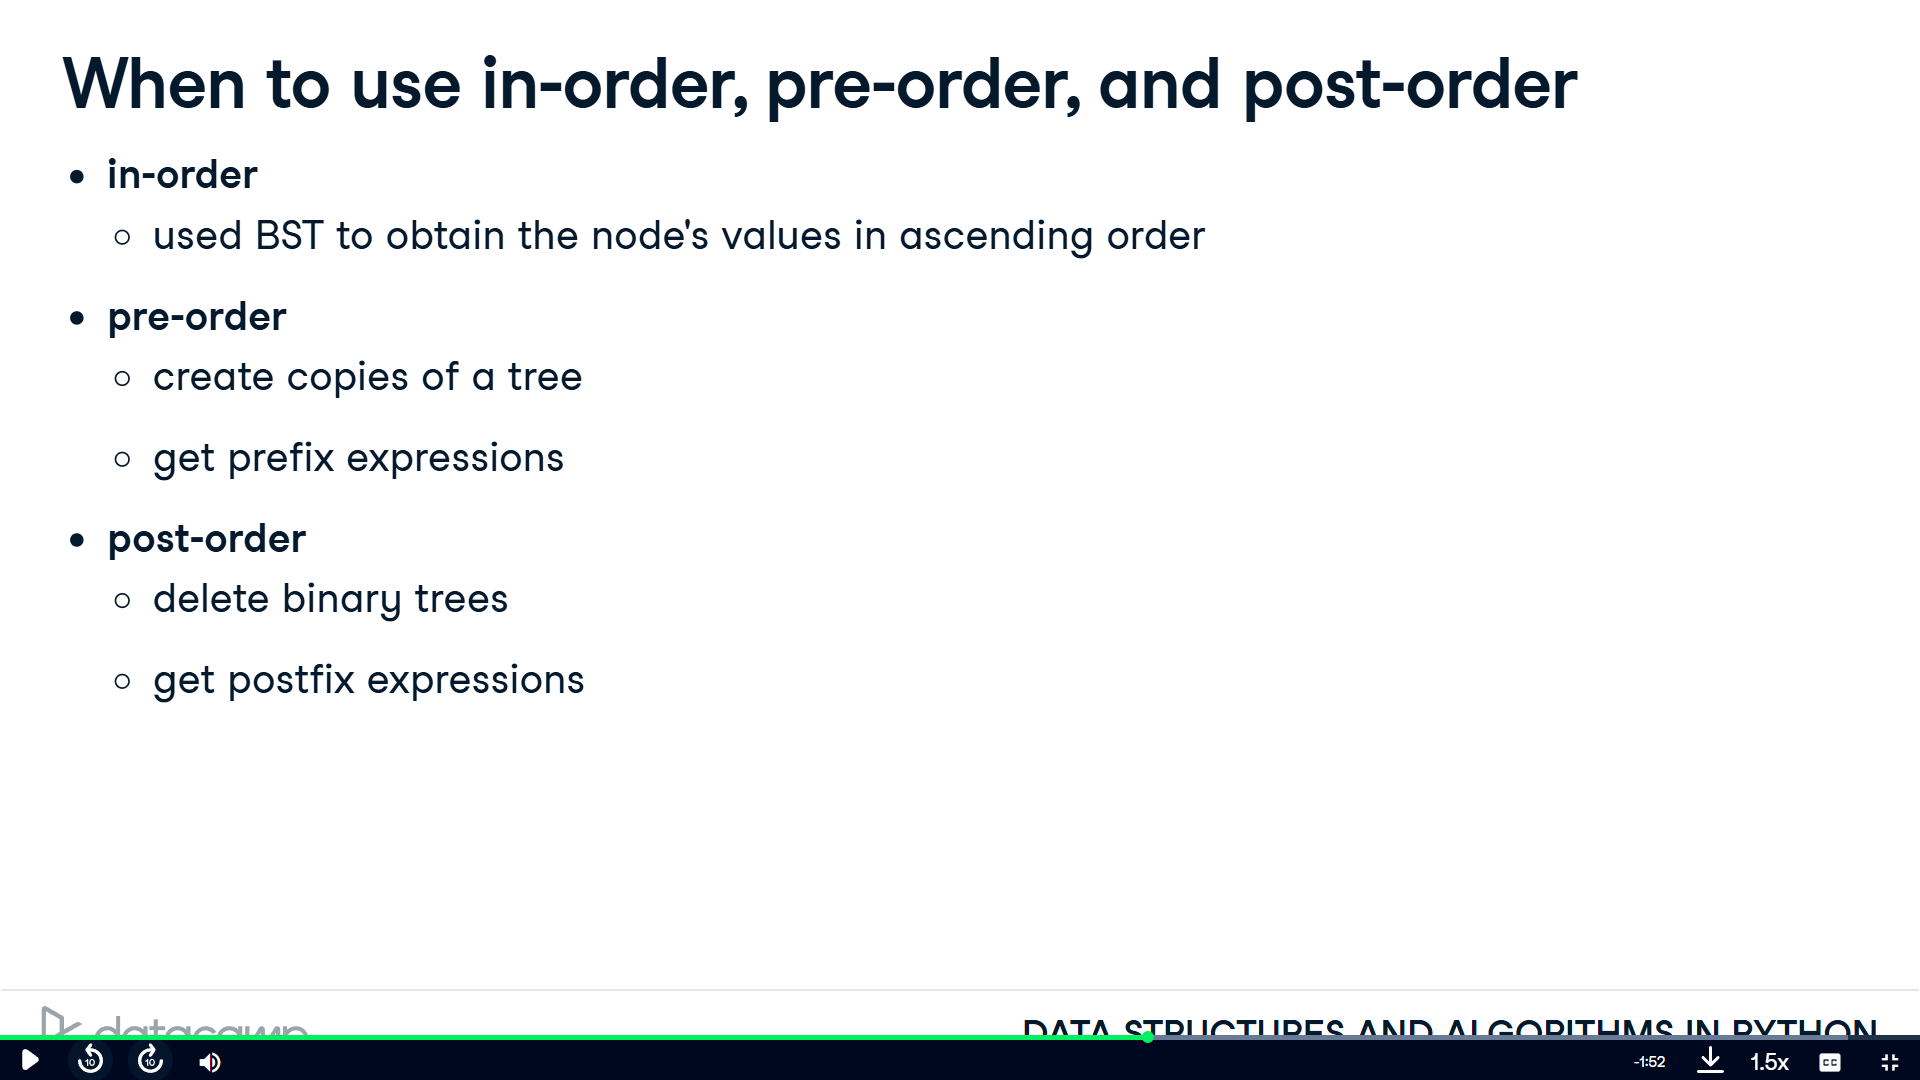 When to use in-order, pre-order, and post-order
• in-order
○ used BST to obtain the node's values in ascending order
• pre-order
○ create copies of a tree
○ get prefix expressions
• post-order
○ delete binary trees
○ get postfix expressions
datacamp
DATA STRUCTURES AND ALGORITHMS IN PYTHON
10
10
-1:52
1.5x
CC